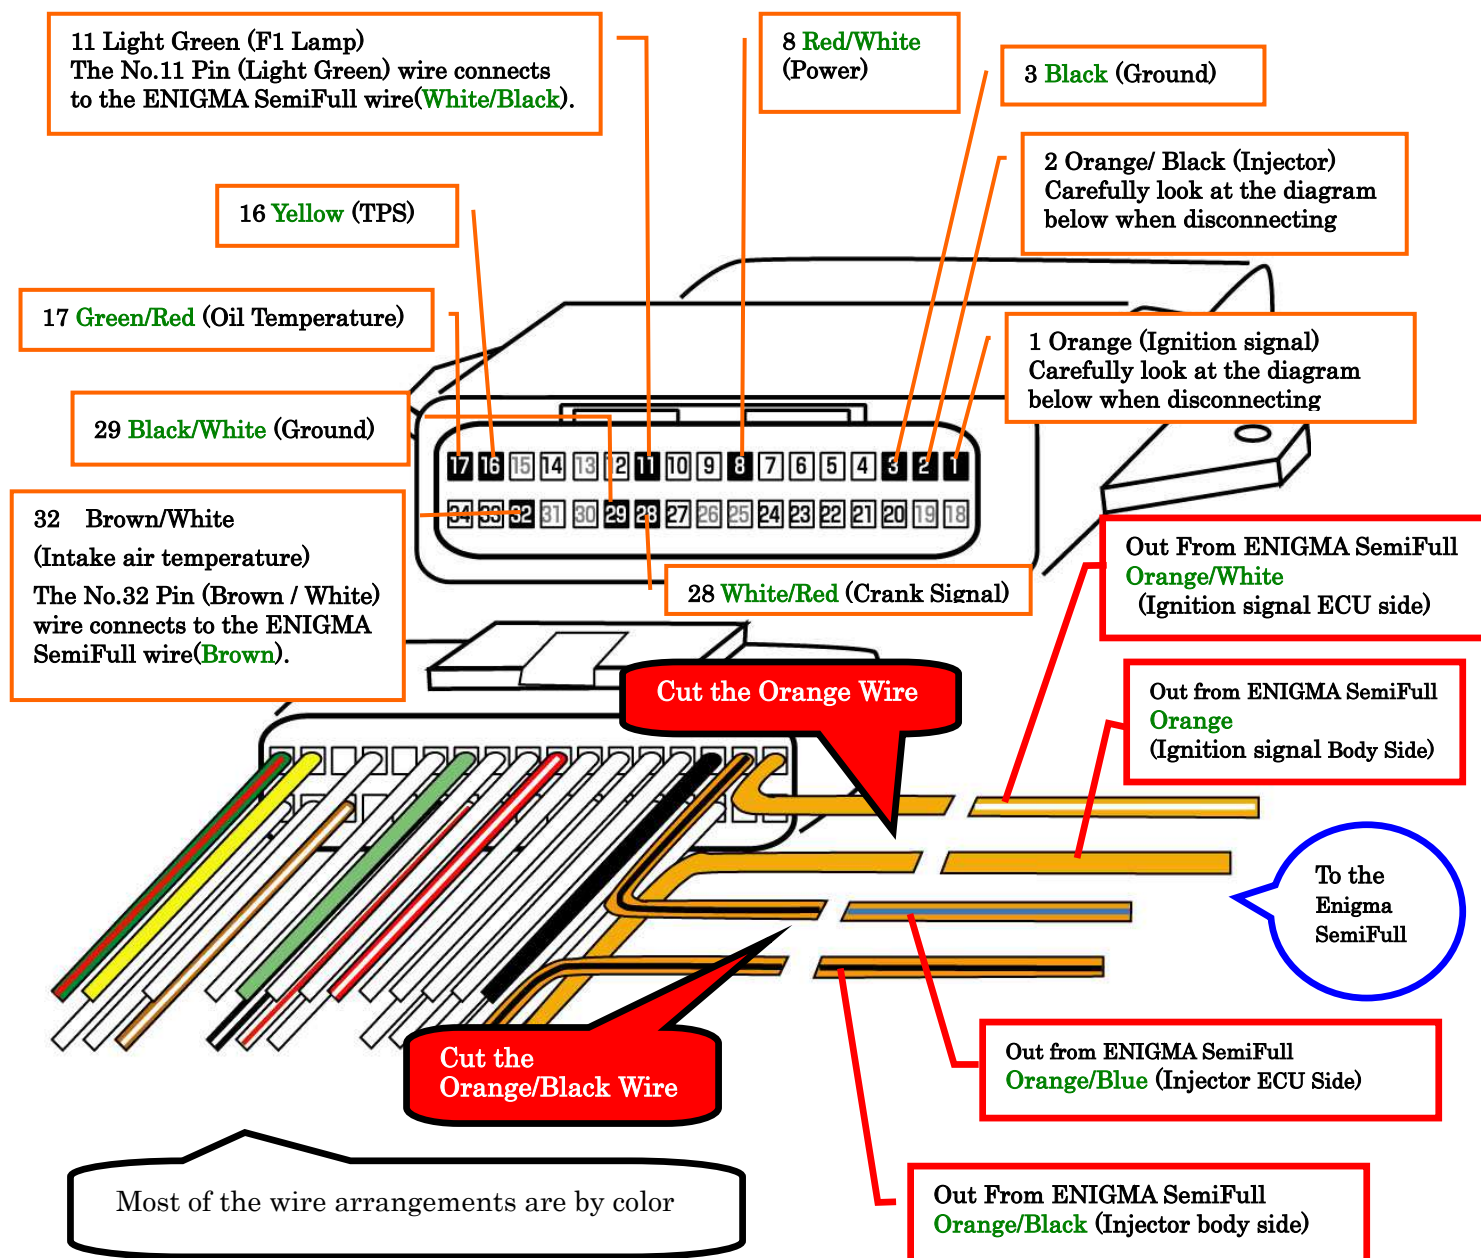 11 Light Green (F1 Lamp)
The No.11 Pin (Light Green) wire connects
to the ENIGMA SemiFull wire(White/Black).
8 Red/White
(Power)
3 Black (Ground)
2 Orange/ Black (Injector)
Carefully look at the diagram
below when disconnecting
16 Yellow (TPS)
17 Green/Red (Oil Temperature)
1 Orange (Ignition signal)
Carefully look at the diagram
below when disconnecting
29 Black/White (Ground)
17 16 15 14 13 12 11 10 9 8 7 6 5 4 3 2 1
34 33 32 31 30 29 28 27 26 25 24 23 22 21 20 19 18
32 Brown/White
(Intake air temperature)
The No.32 Pin (Brown / White)
wire connects to the ENIGMA
SemiFull wire(Brown).
28 White/Red (Crank Signal)
Out From ENIGMA SemiFull
Orange/White
(Ignition signal ECU side)
Cut the Orange Wire
Out from ENIGMA SemiFull
Orange
(Ignition signal Body Side)
To the
Enigma
SemiFull
Cut the
Orange/Black Wire
Out from ENIGMA SemiFull
Orange/Blue (Injector ECU Side)
Most of the wire arrangements are by color
Out From ENIGMA SemiFull
Orange/Black (Injector body side)